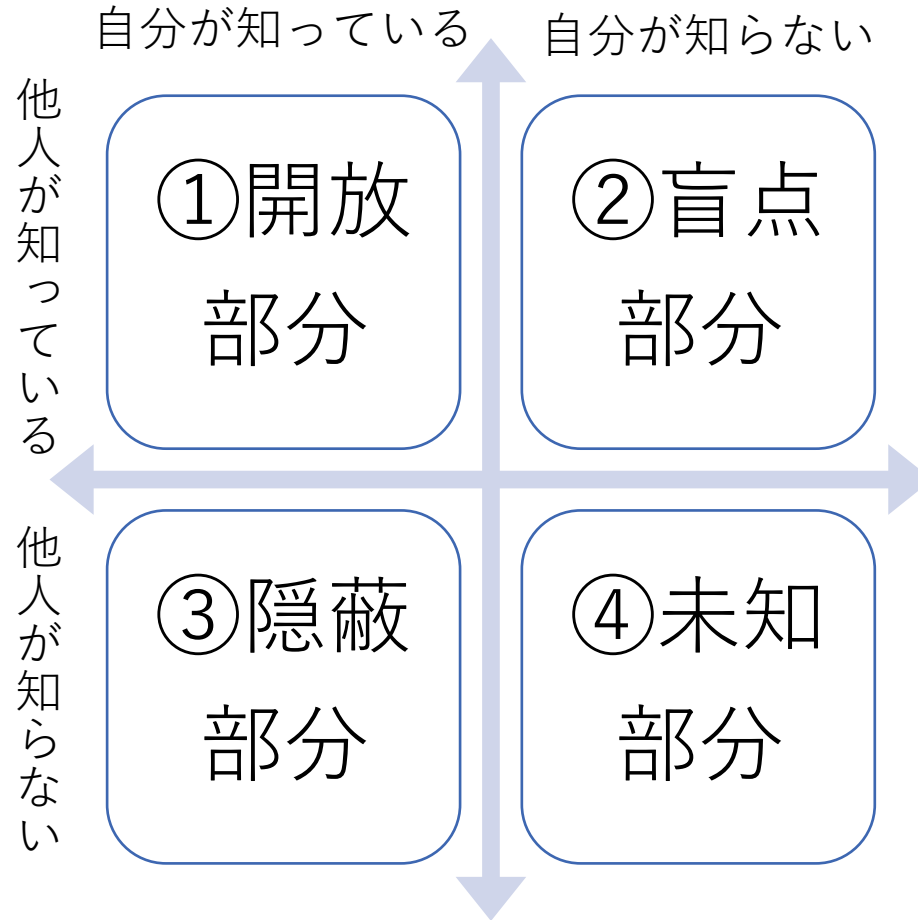 自分が知っている
自分が知らない
他人が知っている
①開放
部分
②盲点
部分
他人が知らない
③隠蔽
部分
④未知
部分